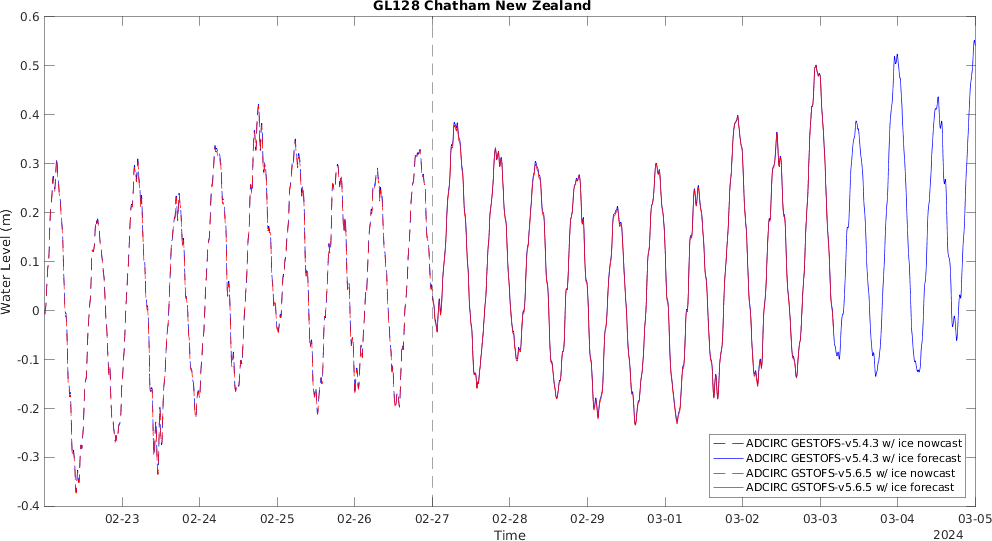 GL128 Chatham New Zealand
0.6
0.5
0.4
0.3
0.2
0.1
0
-0.1
-0.2
-0.3
-0.4
Water Level (m)
ADCIRC GESTOFS-v5.4.3 w/ ice nowcast
ADCIRC GESTOFS-v5.4.3 w/ ice forecast
ADCIRC GSTOFS-v5.6.5 w/ ice nowcast
ADCIRC GSTOFS-v5.6.5 w/ ice forecast
02-23 02-24 02-25 02-26 02-27 02-28 02-29 03-01 03-02 03-03 03-04 03-05
Time
2024